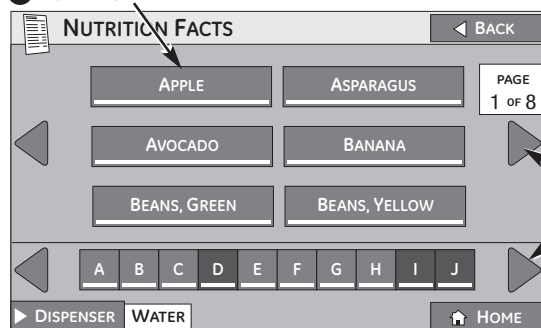 NUTRITION FACTS
BACK
APPLE
ASPARAGUS
PAGE
1 OF 8
AVOCADO
BANANA
BEANS, GREEN
BEANS, YELLOW
A B C D E F G H I J
DISPENSER WATER
HOME